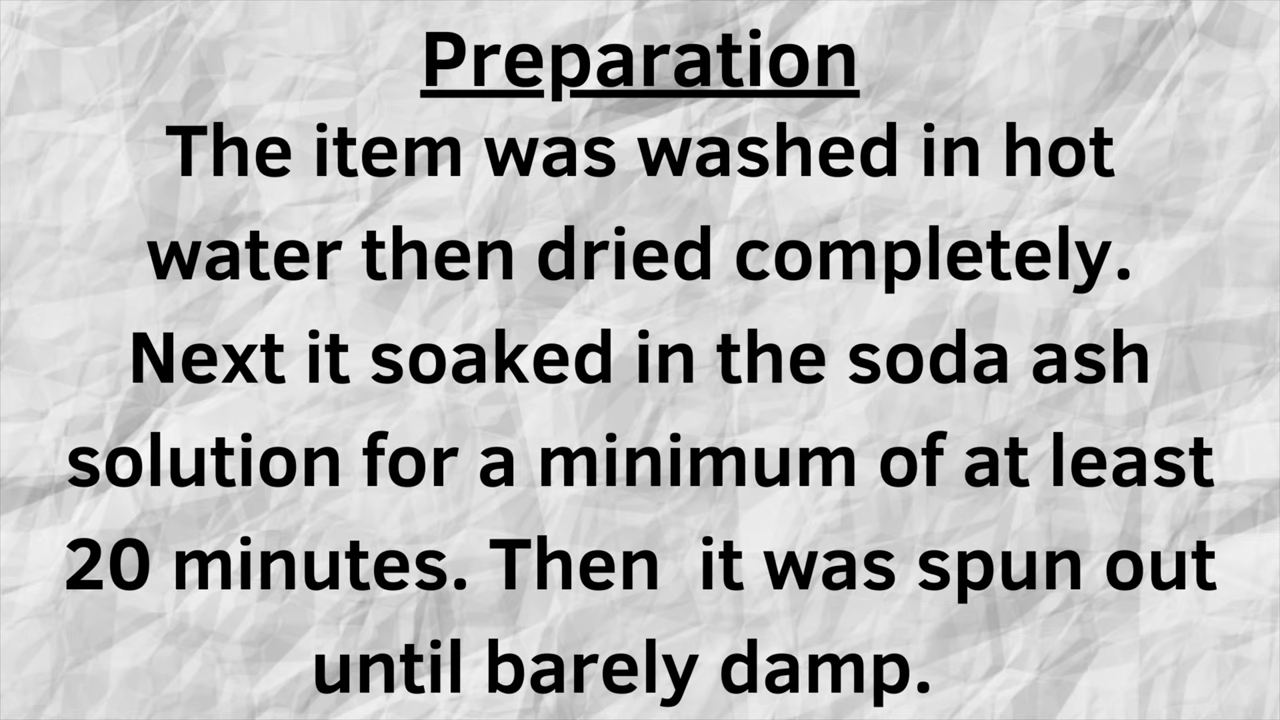 Preparation
The item was washed in hot
water then dried completely.
Next it soaked in the soda ash
solution for a minimum of at least
20 minutes. Then  it was spun out
until barely damp.